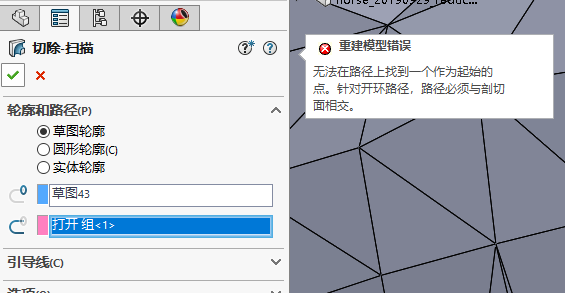 切除-扫描
轮廓和路径(P)
草图轮廓
圆形轮廓(C)
实体轮廓
草图43
打开 组<1>
引导线(C)
重建模型错误
无法在路径上找到一个作为起始的
点。针对开环路径，路径必须与剖切
面相交。